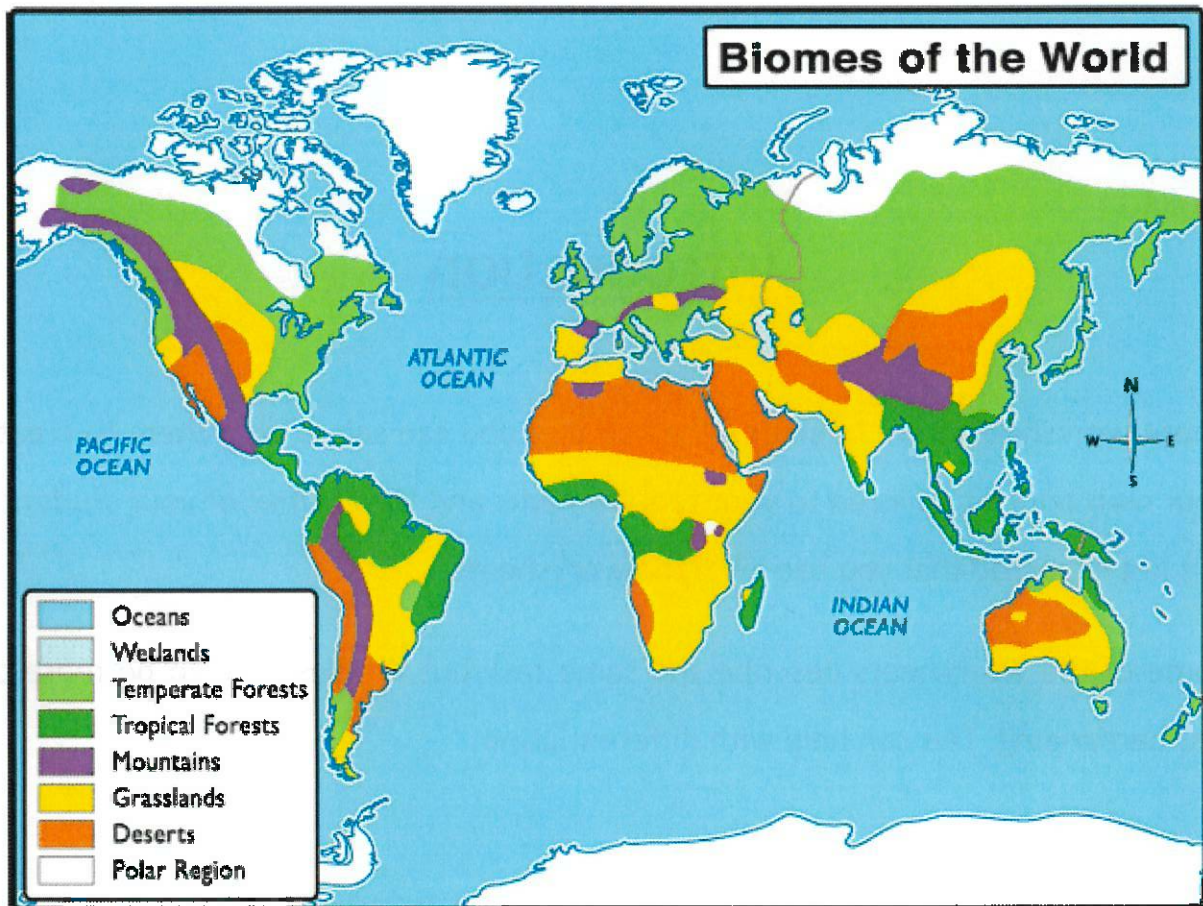 Biomes of the World
ATLANTIC
OCEAN
PACIFIC
OCEAN
N
W
E
S
INDIAN
OCEAN
Oceans
Wetlands
Temperate Forests
Tropical Forests
Mountains
Grasslands
Deserts
Polar Region